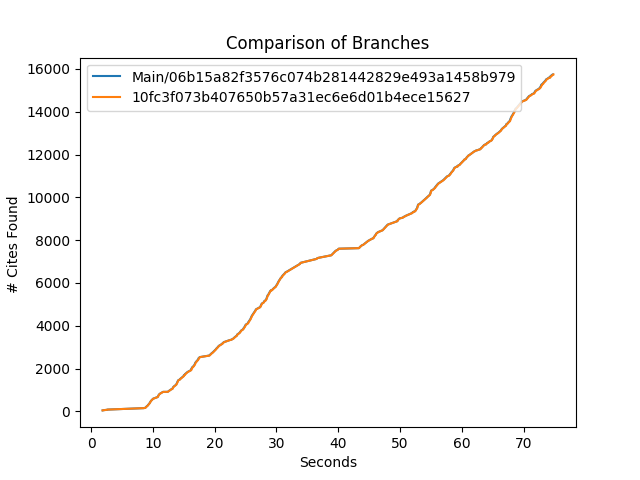 Comparison of Branches
Main/06b15a82f3576c074b281442829e493a1458b979
10fc3f073b407650b57a31ec6e6d01b4ece15627
# Cites Found
16000
14000
12000
10000
8000
6000
4000
2000
0
0 10 20 30 40 50 60 70
Seconds